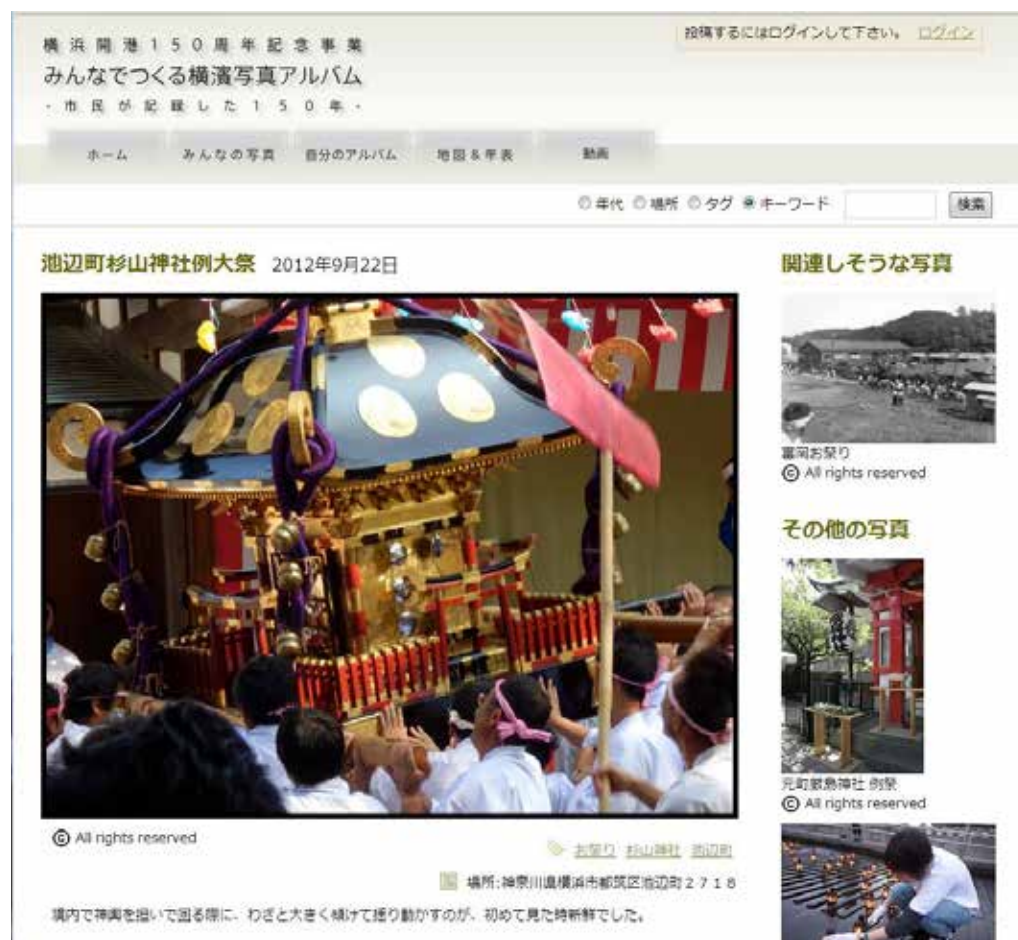 横浜開港150周年記念事業
みんなでつくる横濱写真アルバム
・市民が記録した150年・
投稿するにはログインして下さい。 ログイン
ホーム みんなの写真 自分のアルバム 地図&年表 動画
年代 場所 タグ キーワード 検索
池辺町杉山神社例大祭 2012年9月22日
© All rights reserved
お祭り 杉山神社 池辺町
場所:神奈川県横浜市都筑区池辺町2718
境内で神輿を担いで回る際に、わざと大きく傾けて揺り動かすのが、初めて見た時新鮮でした。
関連しそうな写真
富岡お祭り
© All rights reserved
その他の写真
元町厳島神社 例祭
© All rights reserved